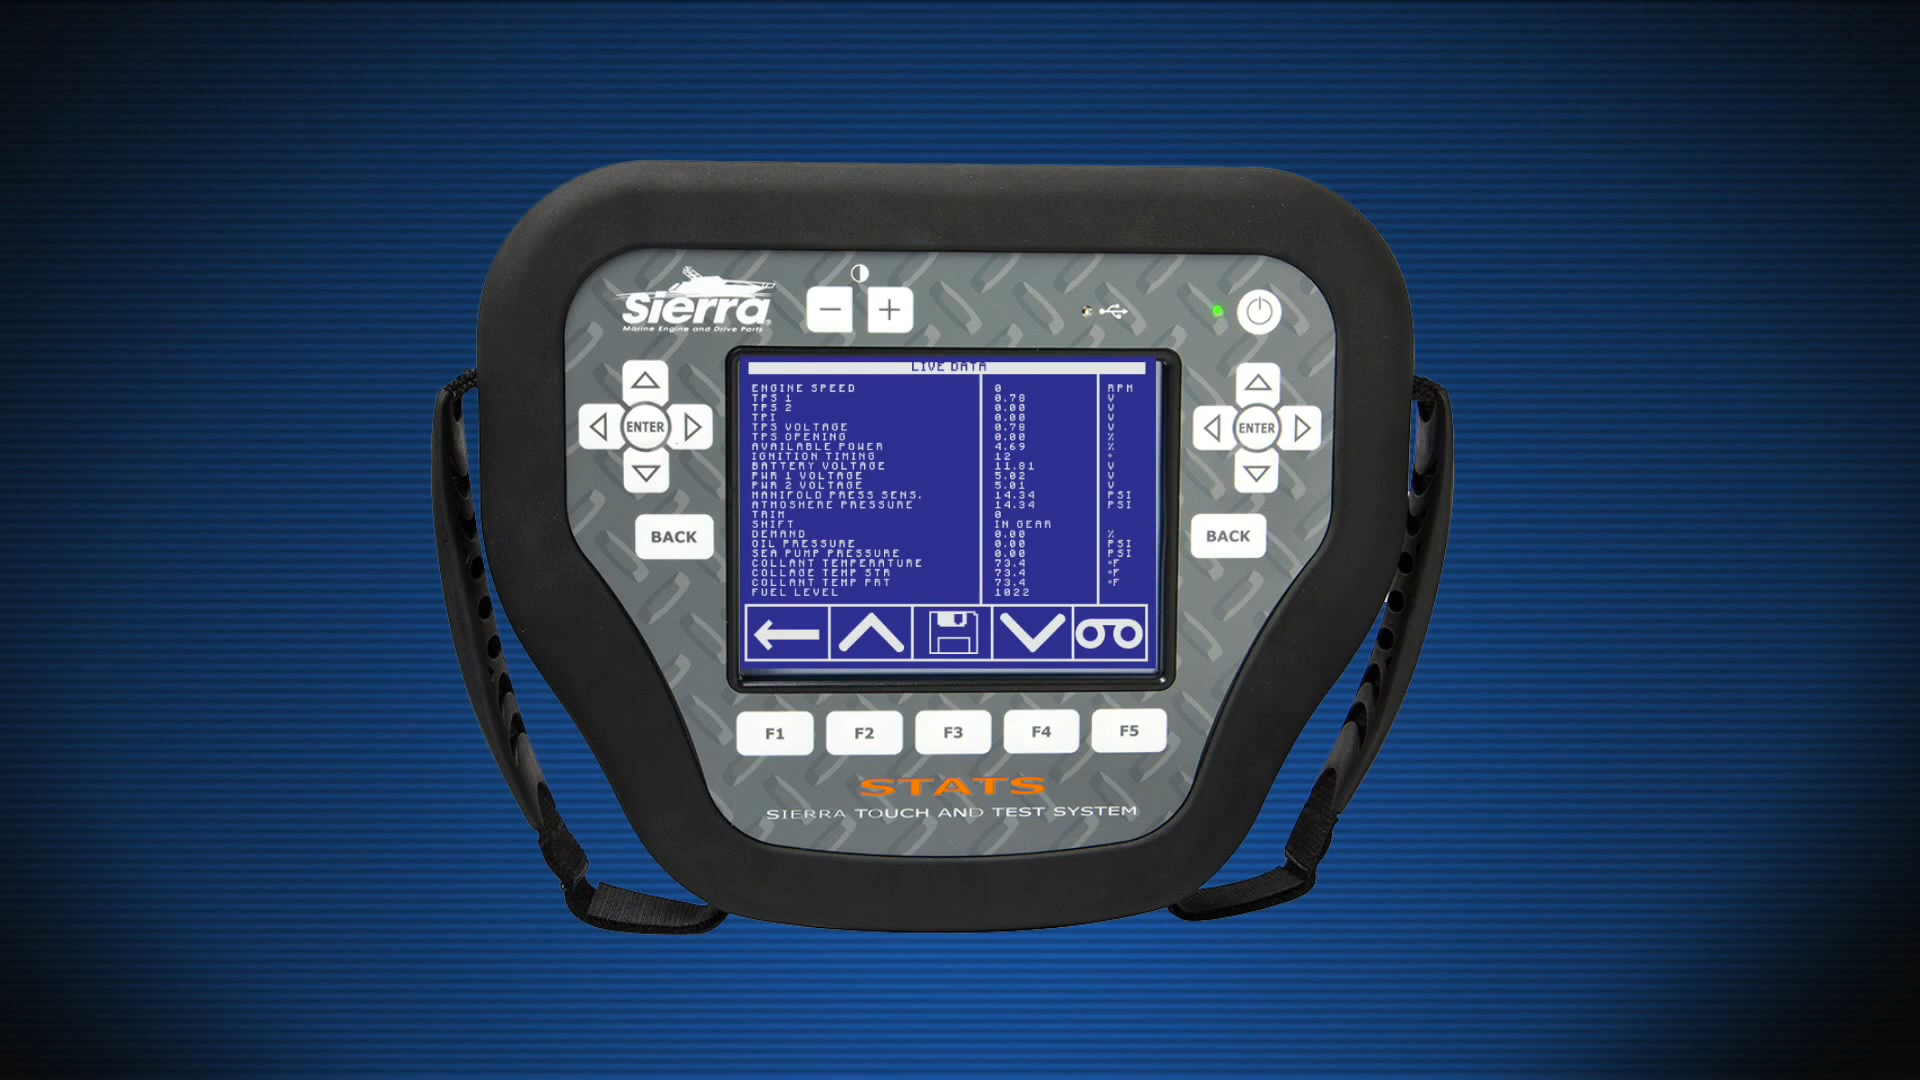 Sierra
Marine Engine and Drive Parts
LIVE DATA
ENGINE SPEED 0 RPM
TPS 1 0.78 V
TPS 2 0.00 V
TPI 0.00 V
TPS VOLTAGE 0.78 V
TPS OPENING 0.00 %
AVAILABLE POWER 4.69 %
IGNITION TIMING 12 °
BATTERY VOLTAGE 11.81 V
PWR 1 VOLTAGE 5.02 V
PWR 2 VOLTAGE 5.01 V
MANIFOLD PRESS SENS. 14.34 PSI
ATMOSHERE PRESSURE 14.34 PSI
TRIM 0
SHIFT IN GEAR
DEMAND 0.00 %
OIL PRESSURE 0.00 PSI
SEA PUMP PRESSURE 0.00 PSI
COLLANT TEMPERATURE 73.4 °F
COLLAGE TEMP STR 73.4 °F
COLLANT TEMP PRT 73.4 °F
FUEL LEVEL 1022
ENTER
ENTER
BACK
BACK
F1 F2 F3 F4 F5
STATS
SIERRA TOUCH AND TEST SYSTEM